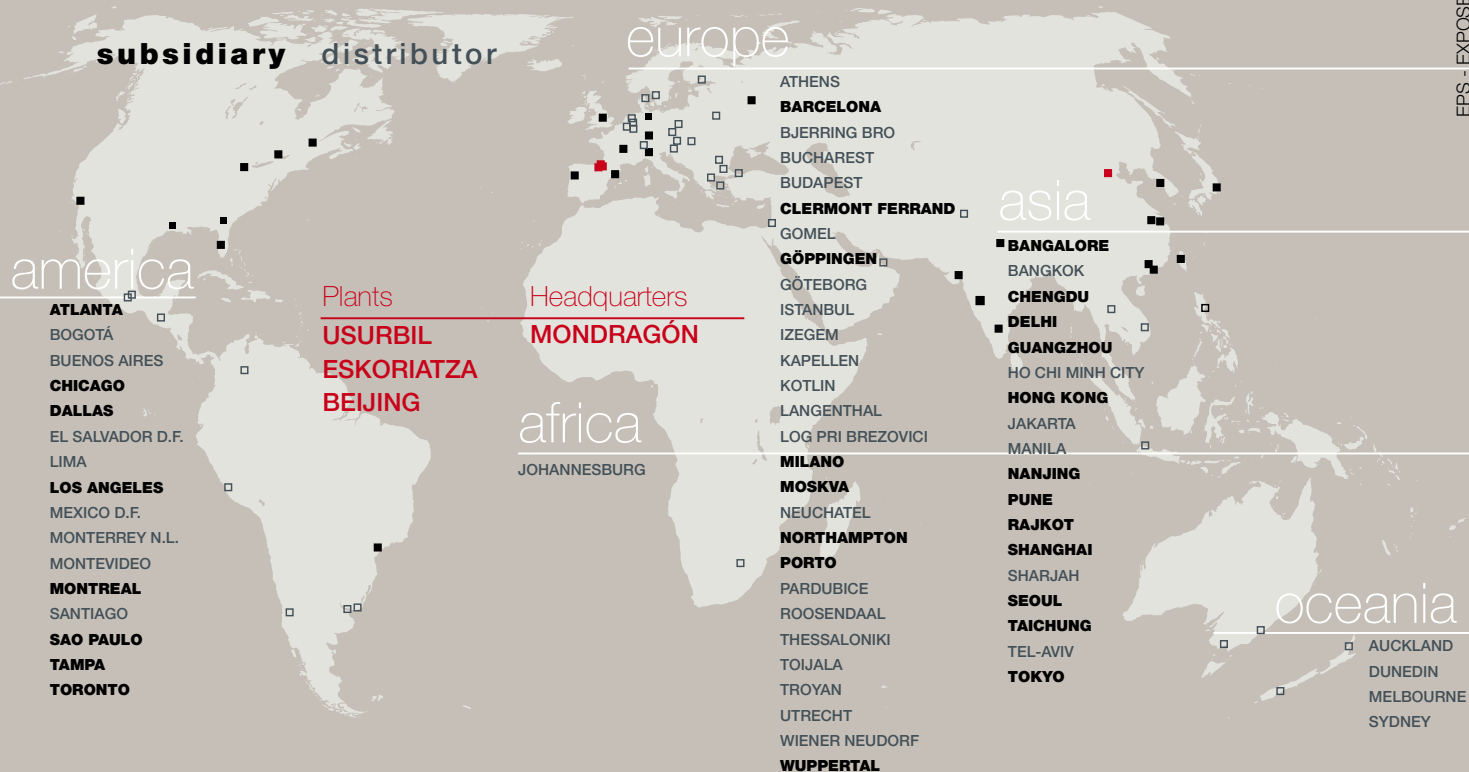 subsidiary distributor
europe
ATHENS
BARCELONA
BJERRING BRO
BUCHAREST
BUDAPEST
CLERMONT FERRAND
GOMEL
GÖPPINGEN
GÖTEBORG
ISTANBUL
IZEGEM
KAPELLEN
KOTLIN
LANGENTHAL
LOG PRI BREZOVICI
MILANO
MOSKVA
NEUCHATEL
NORTHAMPTON
PORTO
PARDUBICE
ROOSENDAAL
THESSALONIKI
TOIJALA
TROYAN
UTRECHT
WIENER NEUDORF
WUPPERTAL
america
ATLANTA
BOGOTÁ
BUENOS AIRES
CHICAGO
DALLAS
EL SALVADOR D.F.
LIMA
LOS ANGELES
MEXICO D.F.
MONTERREY N.L.
MONTEVIDEO
MONTREAL
SANTIAGO
SAO PAULO
TAMPA
TORONTO
Plants
USURBIL
ESKORIATZA
BEIJING
Headquarters
MONDRAGÓN
africa
JOHANNESBURG
asia
BANGALORE
BANGKOK
CHENGDU
DELHI
GUANGZHOU
HO CHI MINH CITY
HONG KONG
JAKARTA
MANILA
NANJING
PUNE
RAJKOT
SHANGHAI
SHARJAH
SEOUL
TAICHUNG
TEL-AVIV
TOKYO
oceania
AUCKLAND
DUNEDIN
MELBOURNE
SYDNEY
EPS - EXPOSE